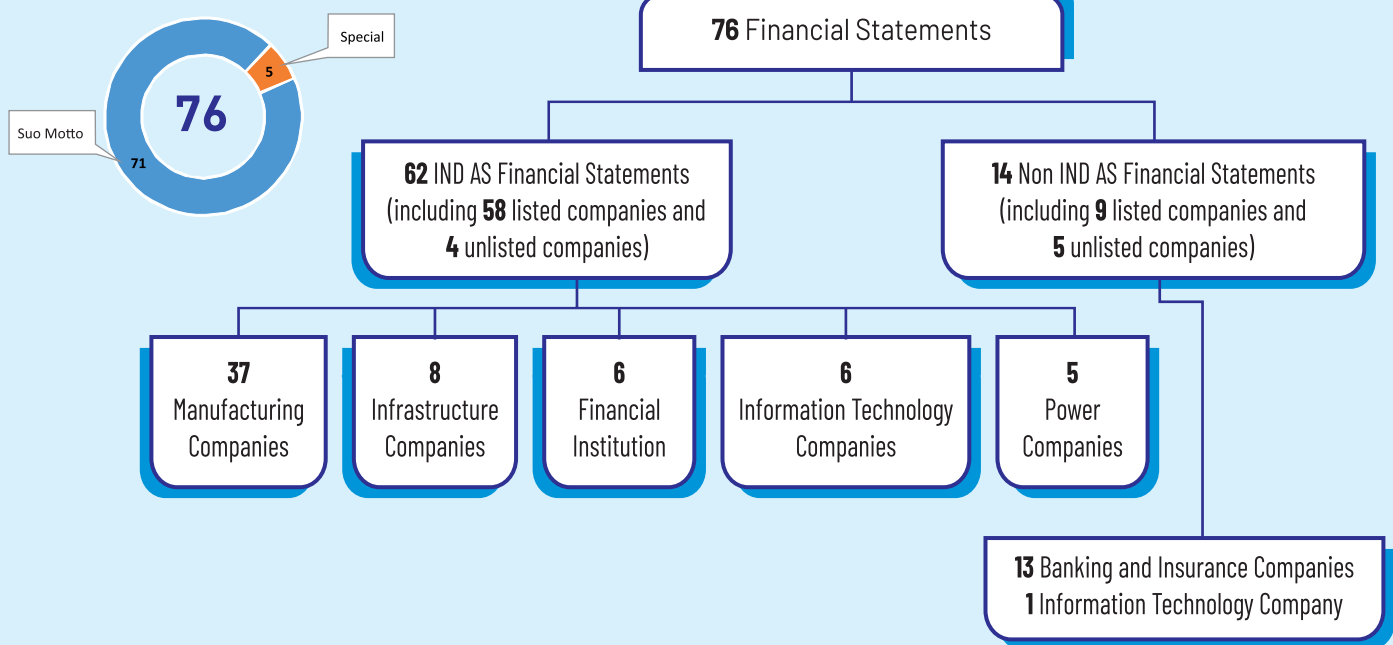 Special
5
76
Suo Motto
71
76 Financial Statements
62 IND AS Financial Statements
(including 58 listed companies and
4 unlisted companies)
14 Non IND AS Financial Statements
(including 9 listed companies and
5 unlisted companies)
37
Manufacturing
Companies
8
Infrastructure
Companies
6
Financial
Institution
6
Information Technology
Companies
5
Power
Companies
13 Banking and Insurance Companies
1 Information Technology Company